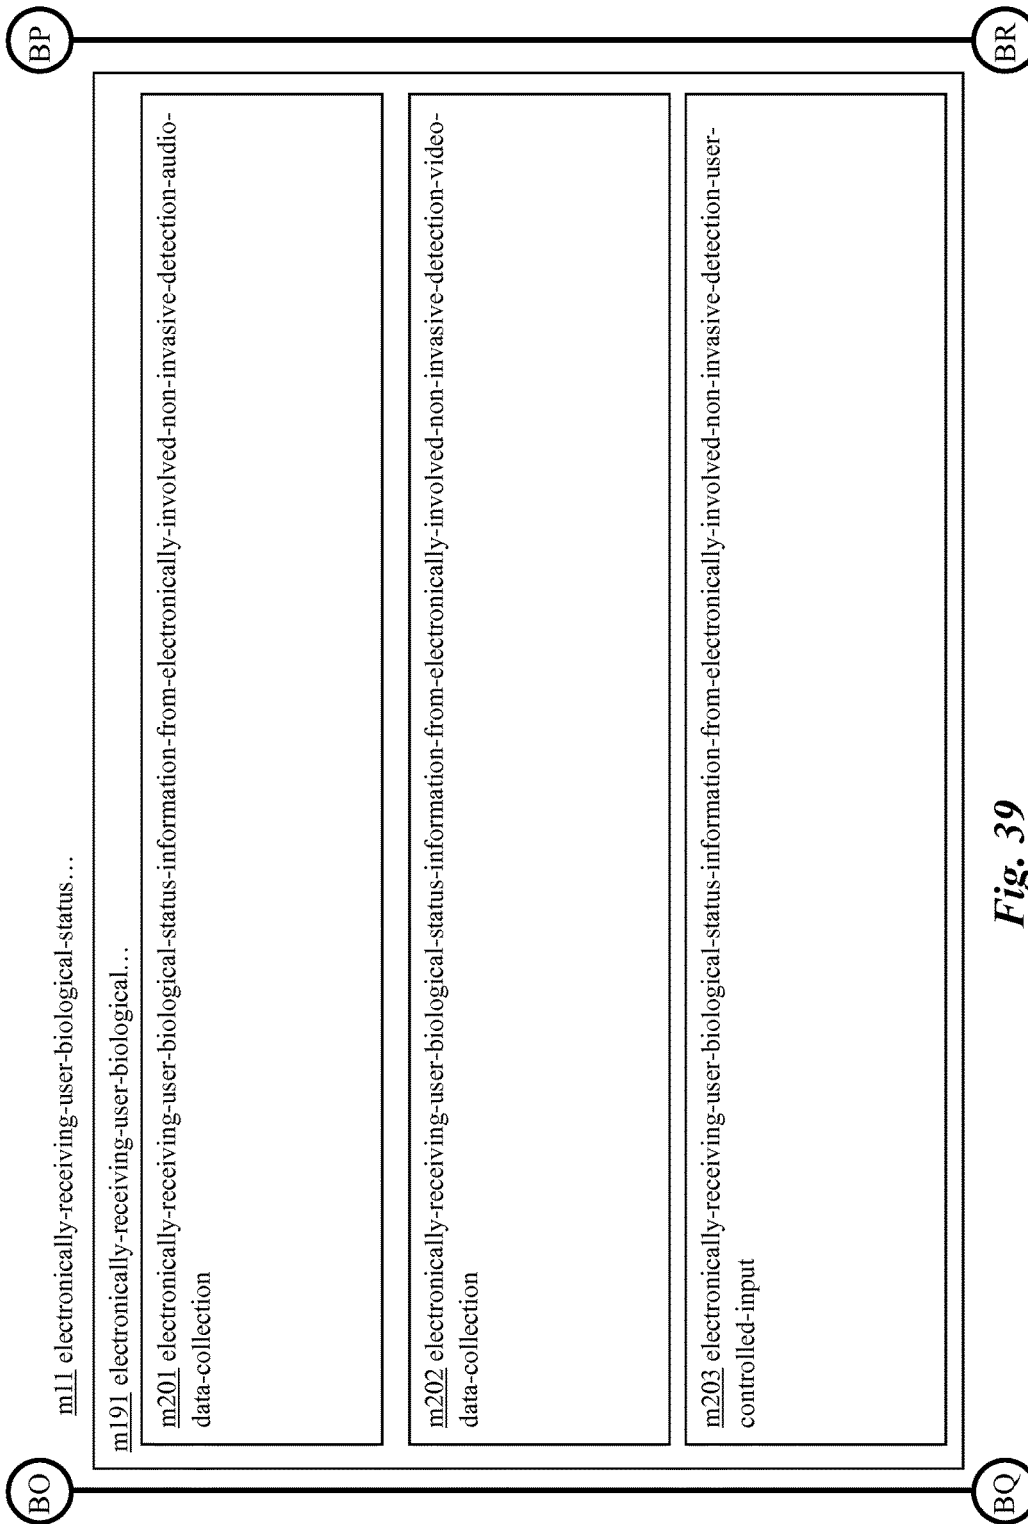 BO
BP
m11 electronically-receiving-user-biological-status…
m191 electronically-receiving-user-biological…
m201 electronically-receiving-user-biological-status-information-from-electronically-involved-non-invasive-detection-audio-
data-collection
m202 electronically-receiving-user-biological-status-information-from-electronically-involved-non-invasive-detection-video-
data-collection
m203 electronically-receiving-user-biological-status-information-from-electronically-involved-non-invasive-detection-user-
controlled-input
BQ
BR
Fig. 39